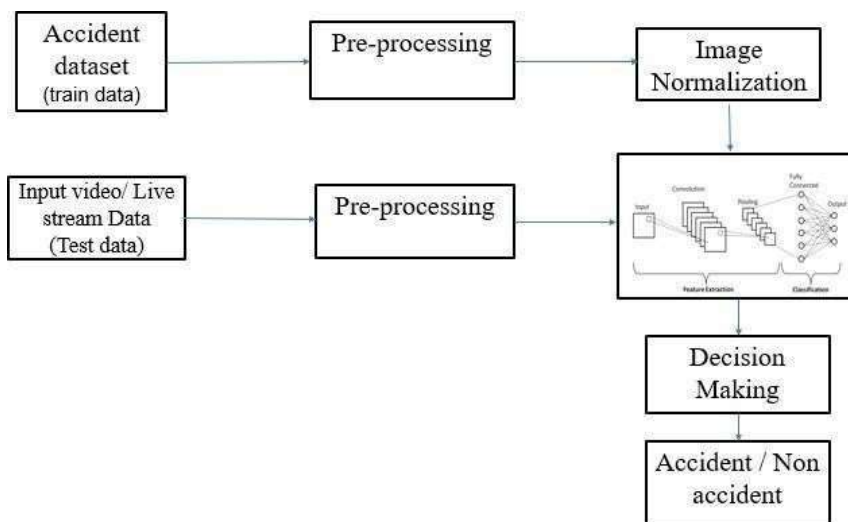 Accident
dataset
(train data)
Pre-processing
Image
Normalization
Input video/ Live
stream Data
(Test data)
Pre-processing
Input
Convolution
Pooling
Fully
Connected
Output
Feature Extraction
Classification
Decision
Making
Accident / Non
accident